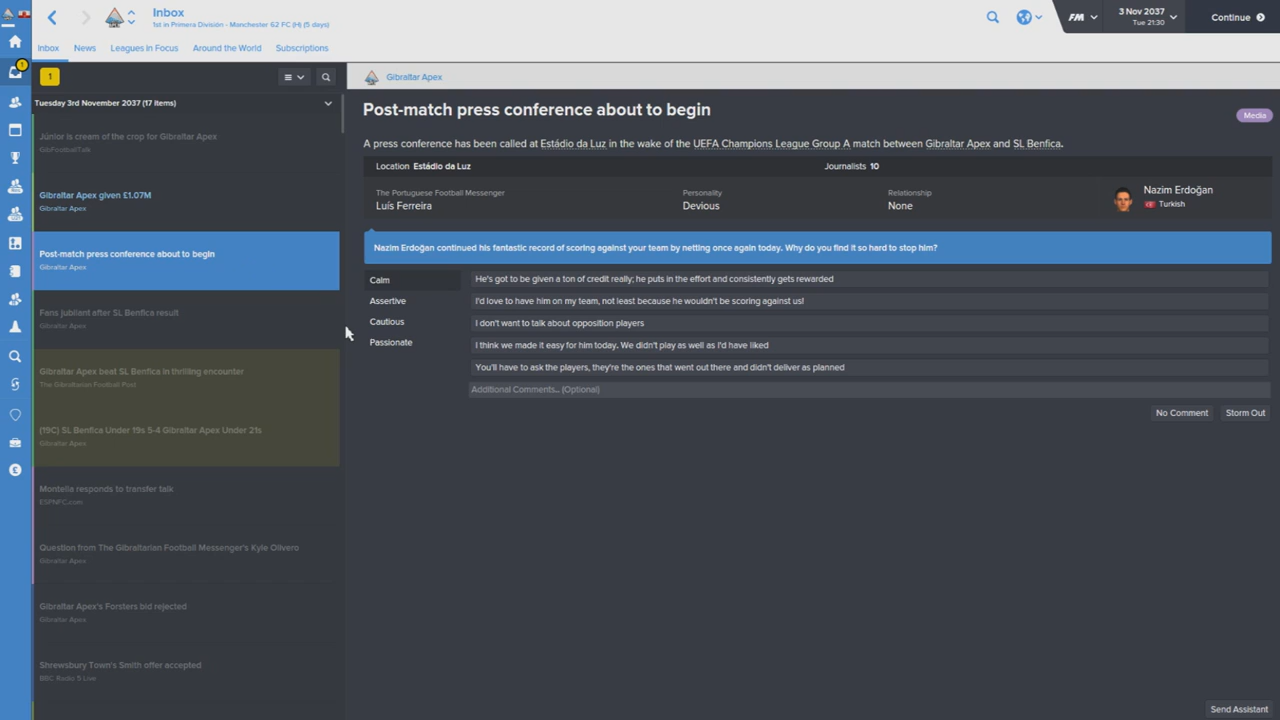 Inbox
1st in Primera División - Manchester 62 FC (H) (5 days)
FM
3 Nov 2037
Tue 21:30
Continue
Inbox
News
Leagues in Focus
Around the World
Subscriptions
1
1
Gibraltar Apex
Tuesday 3rd November 2037 (17 items)
Júnior is cream of the crop for Gibraltar Apex
GibFootballTalk
Gibraltar Apex given £1.07M
Gibraltar Apex
Post-match press conference about to begin
Gibraltar Apex
Fans jubilant after SL Benfica result
Gibraltar Apex
Gibraltar Apex beat SL Benfica in thrilling encounter
The Gibraltarian Football Post
(19C) SL Benfica Under 19s 5-4 Gibraltar Apex Under 21s
Gibraltar Apex
Montella responds to transfer talk
ESPNFC.com
Question from The Gibraltarian Football Messenger's Kyle Olivero
Gibraltar Apex
Gibraltar Apex's Forsters bid rejected
Gibraltar Apex
Shrewsbury Town's Smith offer accepted
BBC Radio 5 Live
Post-match press conference about to begin
Media
A press conference has been called at Estádio da Luz in the wake of the UEFA Champions League Group A match between Gibraltar Apex and SL Benfica.
Location Estádio da Luz
Journalists 10
The Portuguese Football Messenger
Luís Ferreira
Personality
Devious
Relationship
None
Nazim Erdoğan
Turkish
Nazim Erdoğan continued his fantastic record of scoring against your team by netting once again today. Why do you find it so hard to stop him?
Calm
Assertive
Cautious
Passionate
He's got to be given a ton of credit really; he puts in the effort and consistently gets rewarded
I'd love to have him on my team, not least because he wouldn't be scoring against us!
I don't want to talk about opposition players
I think we made it easy for him today. We didn't play as well as I'd have liked
You'll have to ask the players, they're the ones that went out there and didn't deliver as planned
Additional Comments... (Optional)
No Comment
Storm Out
Send Assistant